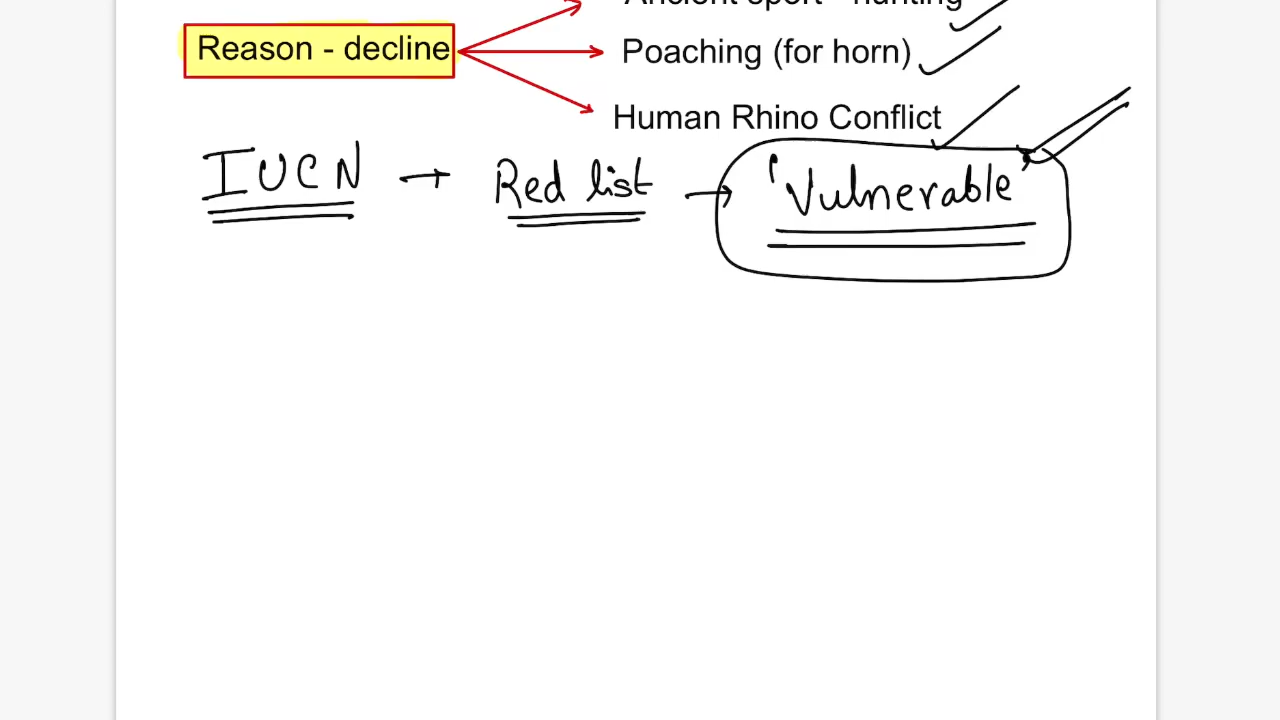 Ancient sport - hunting
Reason - decline
Poaching (for horn)
Human Rhino Conflict
IUCN → Red list → 'Vulnerable'